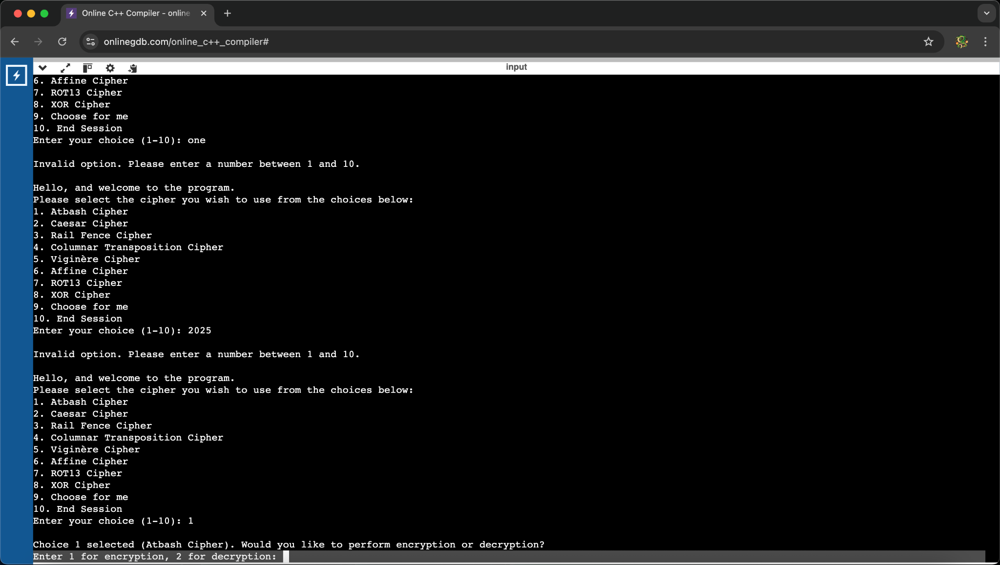 Online C++ Compiler - online
onlinegdb.com/online_c++_compiler#
input
6. Affine Cipher
7. ROT13 Cipher
8. XOR Cipher
9. Choose for me
10. End Session
Enter your choice (1-10): one
Invalid option. Please enter a number between 1 and 10.
Hello, and welcome to the program.
Please select the cipher you wish to use from the choices below:
1. Atbash Cipher
2. Caesar Cipher
3. Rail Fence Cipher
4. Columnar Transposition Cipher
5. Viginère Cipher
6. Affine Cipher
7. ROT13 Cipher
8. XOR Cipher
9. Choose for me
10. End Session
Enter your choice (1-10): 2025
Invalid option. Please enter a number between 1 and 10.
Hello, and welcome to the program.
Please select the cipher you wish to use from the choices below:
1. Atbash Cipher
2. Caesar Cipher
3. Rail Fence Cipher
4. Columnar Transposition Cipher
5. Viginère Cipher
6. Affine Cipher
7. ROT13 Cipher
8. XOR Cipher
9. Choose for me
10. End Session
Enter your choice (1-10): 1
Choice 1 selected (Atbash Cipher). Would you like to perform encryption or decryption?
Enter 1 for encryption, 2 for decryption: